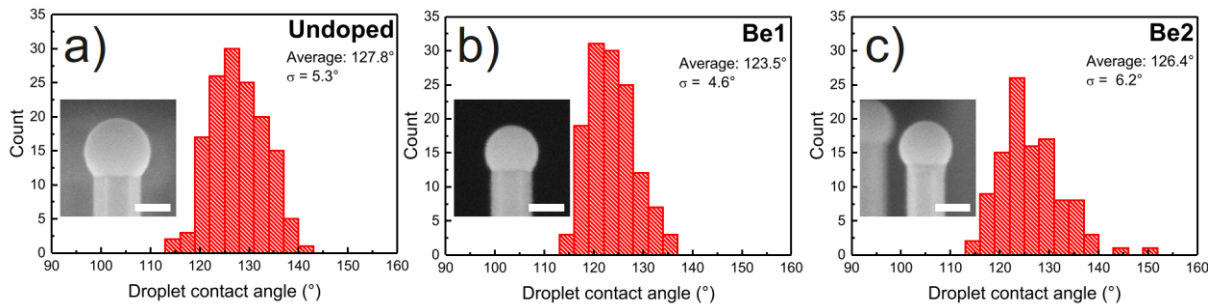 a)
Undoped
Average: 127.8°
σ = 5.3°
Count
35
30
25
20
15
10
5
0
90 100 110 120 130 140 150 160
Droplet contact angle (°)
b)
Be1
Average: 123.5°
σ = 4.6°
Count
35
30
25
20
15
10
5
0
90 100 110 120 130 140 150 160
Droplet contact angle (°)
c)
Be2
Average: 126.4°
σ = 6.2°
Count
35
30
25
20
15
10
5
0
90 100 110 120 130 140 150 160
Droplet contact angle (°)